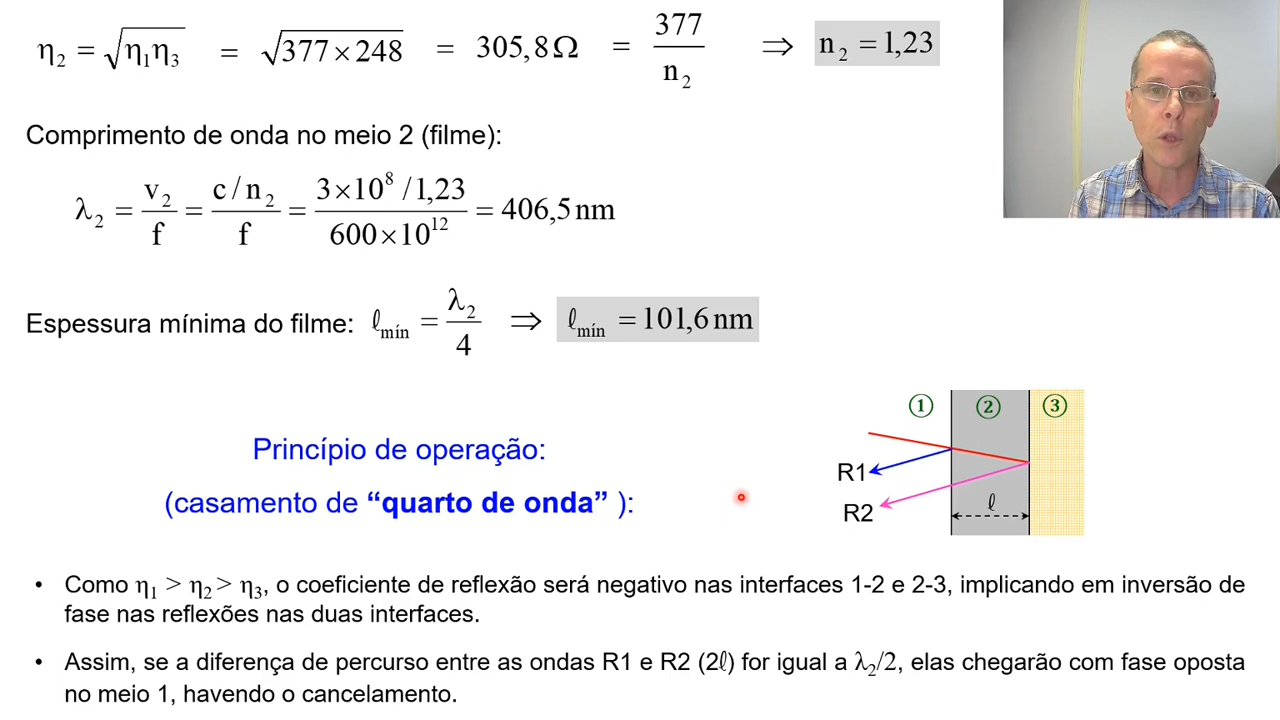 η₂ = √(η₁η₃) = √(377 × 248) = 305,8 Ω = 377 / n₂ ⇒ n₂ = 1,23
Comprimento de onda no meio 2 (filme):
λ₂ = v₂ / f = (c / n₂) / f = (3×10⁸ / 1,23) / (600×10¹²) = 406,5 nm
Espessura mínima do filme: ℓmín = λ₂ / 4 ⇒ ℓmín = 101,6 nm
① ② ③
R1
R2
ℓ
Princípio de operação:
(casamento de “quarto de onda” ):
• Como η₁ > η₂ > η₃, o coeficiente de reflexão será negativo nas interfaces 1-2 e 2-3, implicando em inversão de
fase nas reflexões nas duas interfaces.
• Assim, se a diferença de percurso entre as ondas R1 e R2 (2ℓ) for igual a λ₂/2, elas chegarão com fase oposta
no meio 1, havendo o cancelamento.